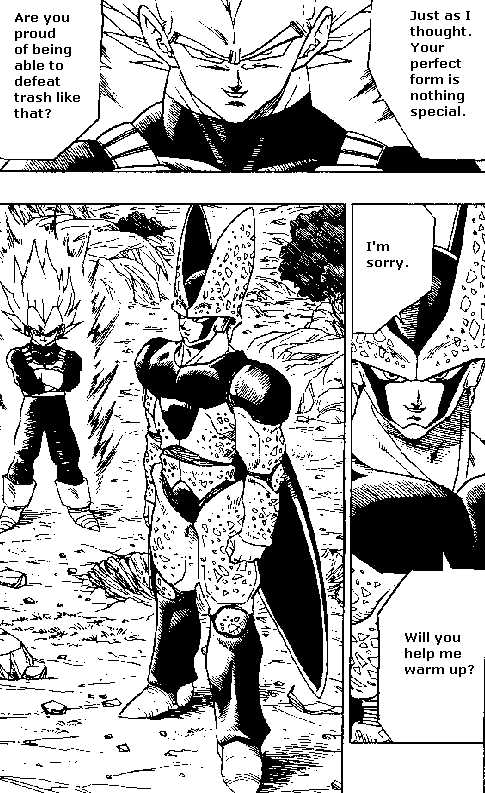 Just as I
thought.
Your
perfect
form is
nothing
special.
Are you
proud
of being
able to
defeat
trash like
that?
I'm
sorry.
Will you
help me
warm up?